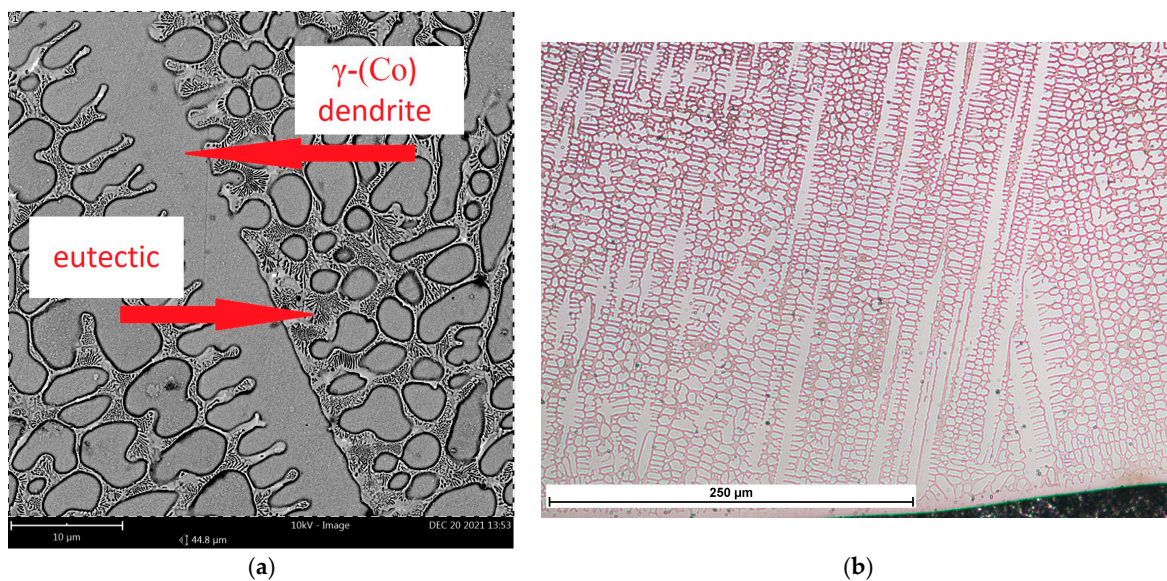 γ-(Co)
dendrite
eutectic
10 µm
10kV - Image
DEC 20 2021 13:53
44.8 µm
250 µm
(a)
(b)